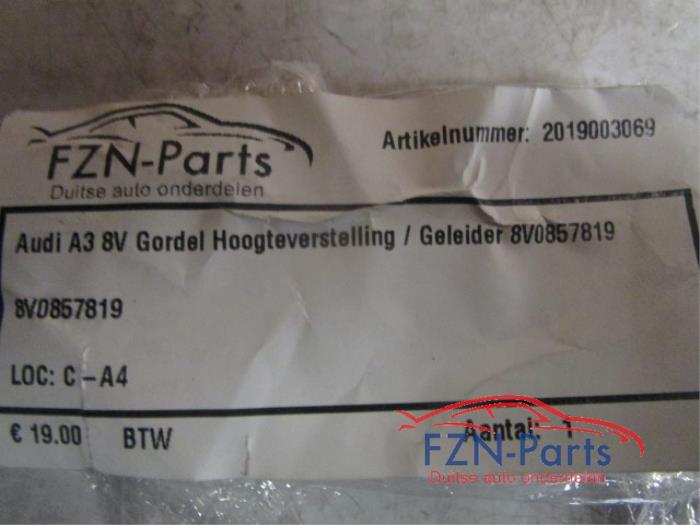 FZN-Parts
Duitse auto onderdelen
Artikelnummer: 2019003069
Audi A3 8V Gordel Hoogteverstelling / Geleider 8V0857819
8V0857819
LOC: C -A4
€ 19.00 BTW Aantal: 1
FZN-Parts
Duitse auto onderdelen